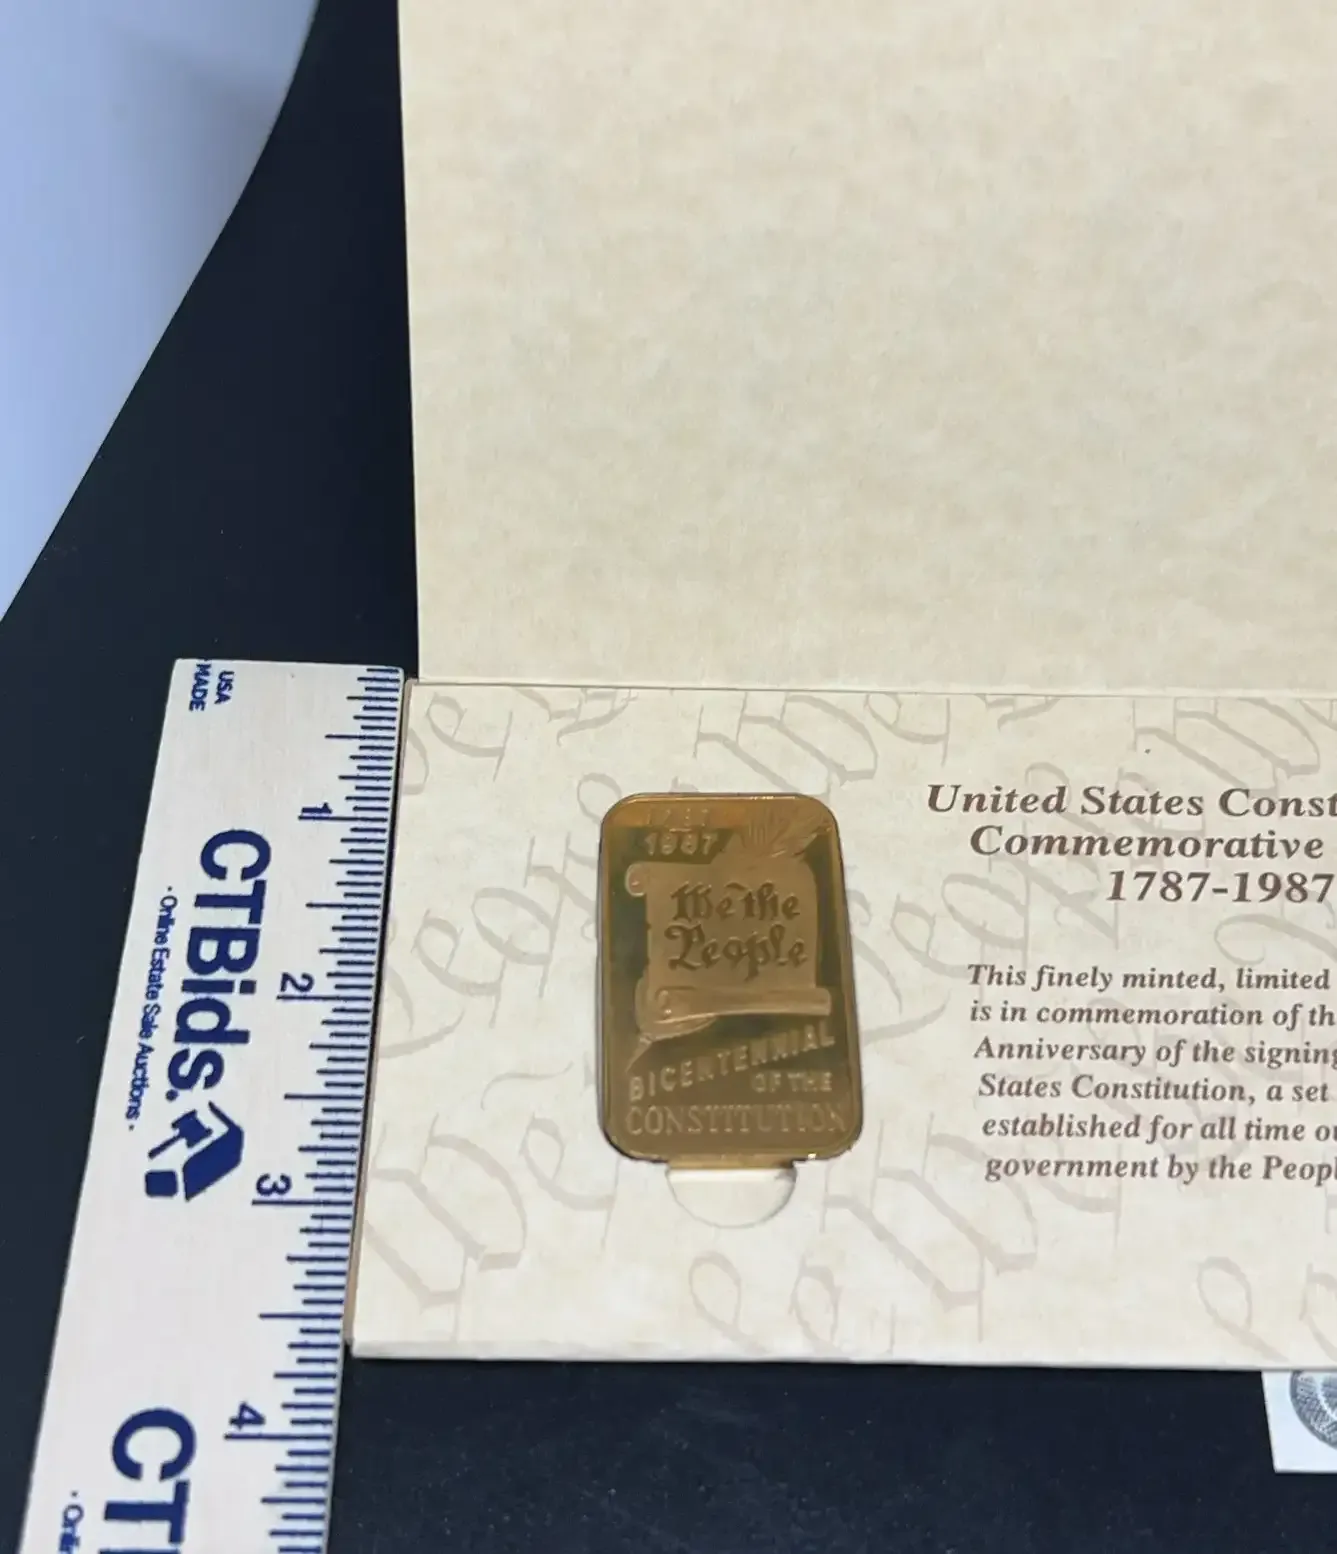 USA
MADE
1
CTBids.
· Online Estate Sale Auctions ·
2
3
4
CT
· Onli
1787
1987
We the
People
BICENTENNIAL
OF THE
CONSTITUTION
United States Const
Commemorative
1787-1987
This finely minted, limited
is in commemoration of th
Anniversary of the signing
States Constitution, a set
established for all time ou
government by the Peopl